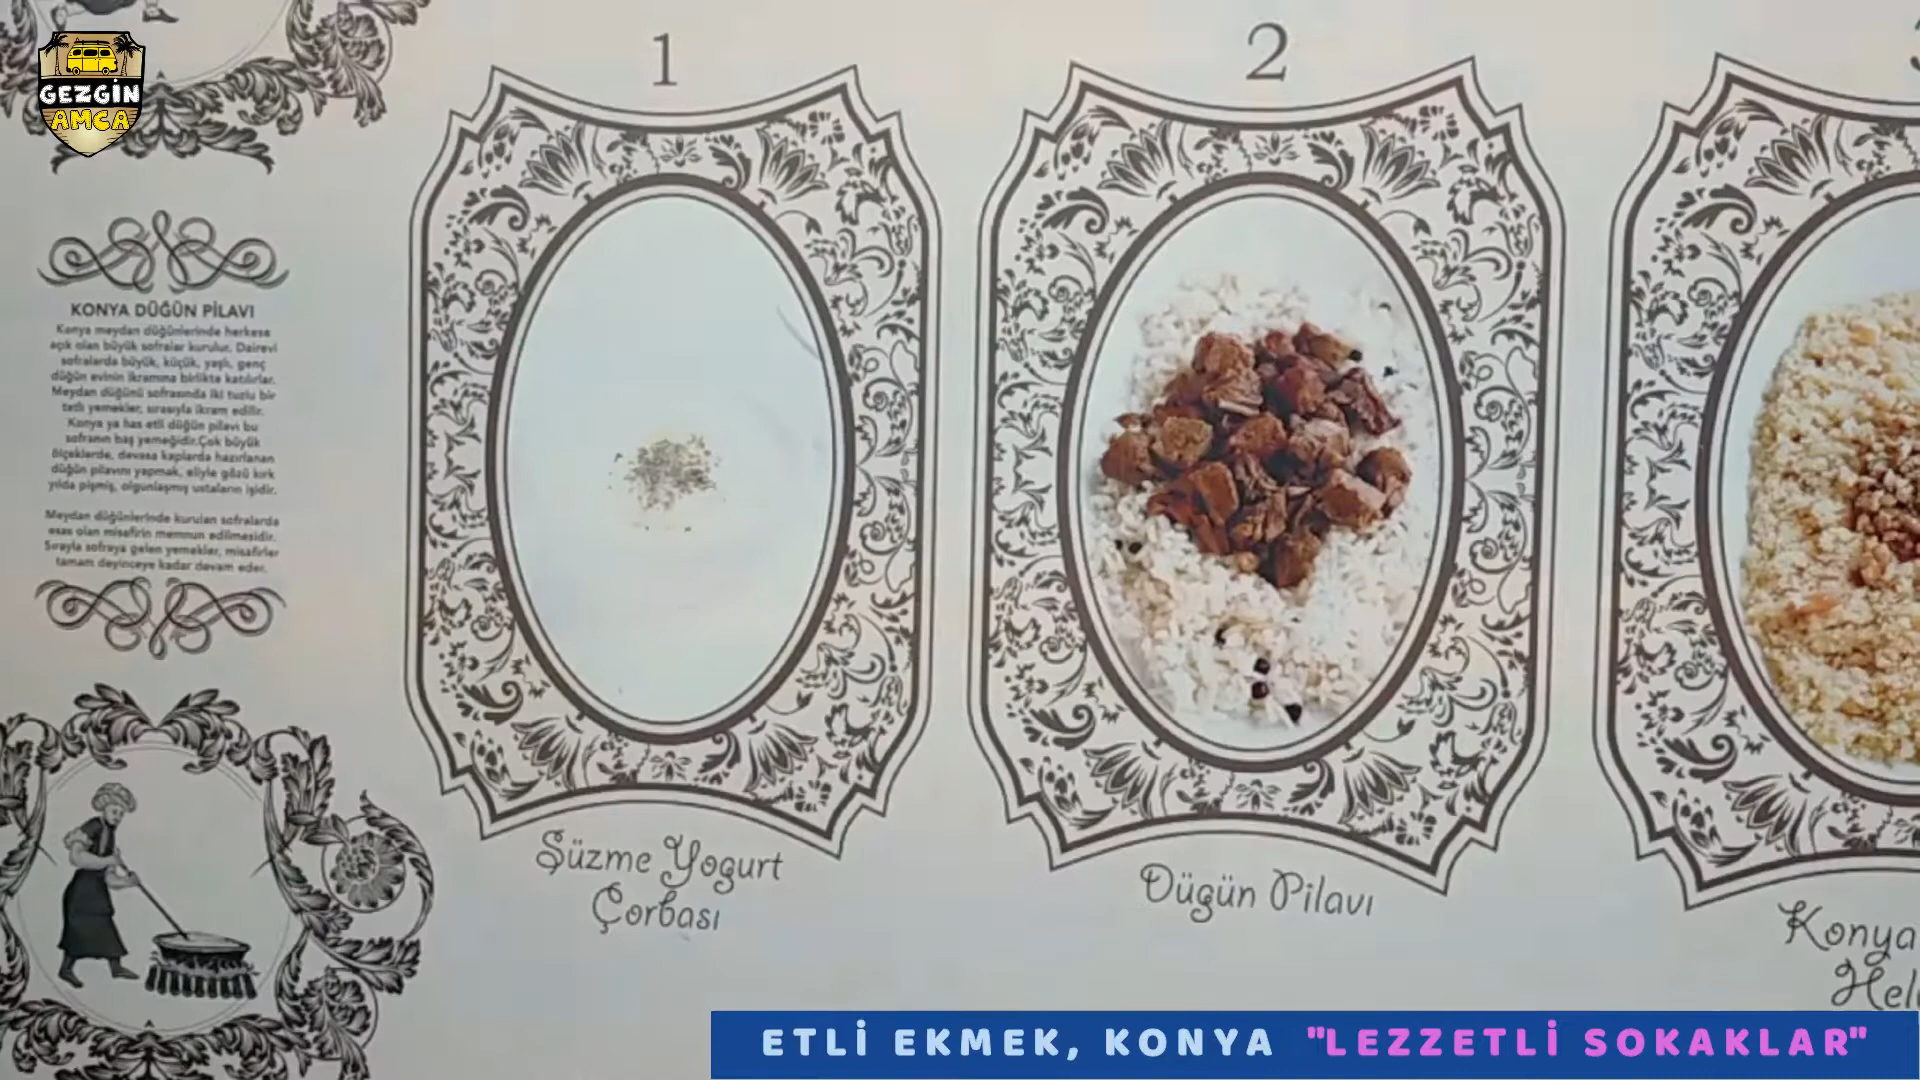 GEZGİN
AMCA
KONYA DÜĞÜN PİLAVI
Konya meydan düğünlerinde herkese
açık olan büyük sofralar kurulur. Dairevi
sofralarda büyük, küçük, yaşlı, genç
düğün evinin ikramına birlikte katılırlar.
Meydan düğünü sofrasında iki tuzlu bir
tatlı yemekler, sırasıyla ikram edilir.
Konya ya has etli düğün pilavı bu
sofranın baş yemeğidir.Çok büyük
ölçeklerde, devasa kaplarda hazırlanan
düğün pilavını yapmak, eliyle gözü kırk
yılda pişmiş, olgunlaşmış ustaların işidir.
Meydan düğünlerinde kurulan sofralarda
esas olan misafirin memnun edilmesidir.
Sırayla sofraya gelen yemekler, misafirler
tamam deyinceye kadar devam eder.
1
Süzme Yogurt
Çorbası
2
Dügün Pilavı
Konya
ETLİ EKMEK, KONYA "LEZZETLİ SOKAKLAR"